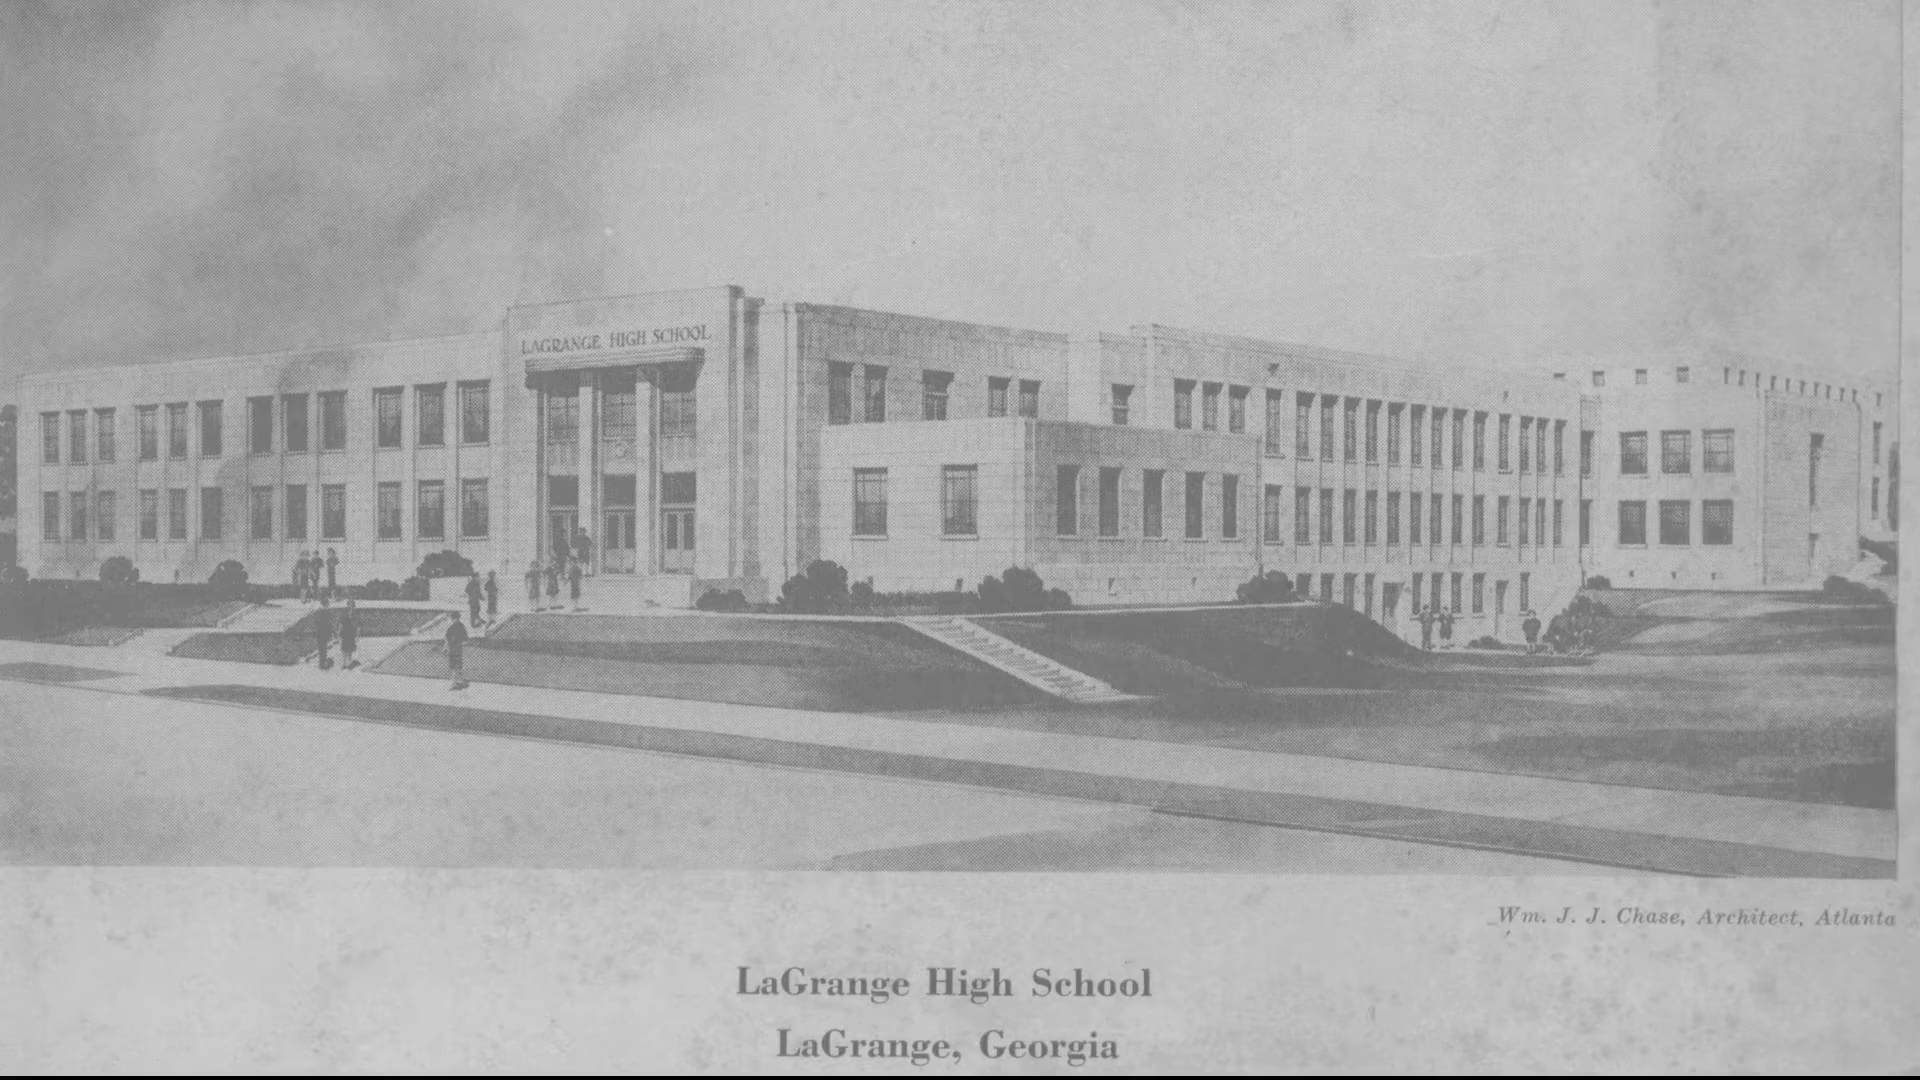 LAGRANGE HIGH SCHOOL
Wm. J. J. Chase, Architect, Atlanta
LaGrange High School
LaGrange, Georgia